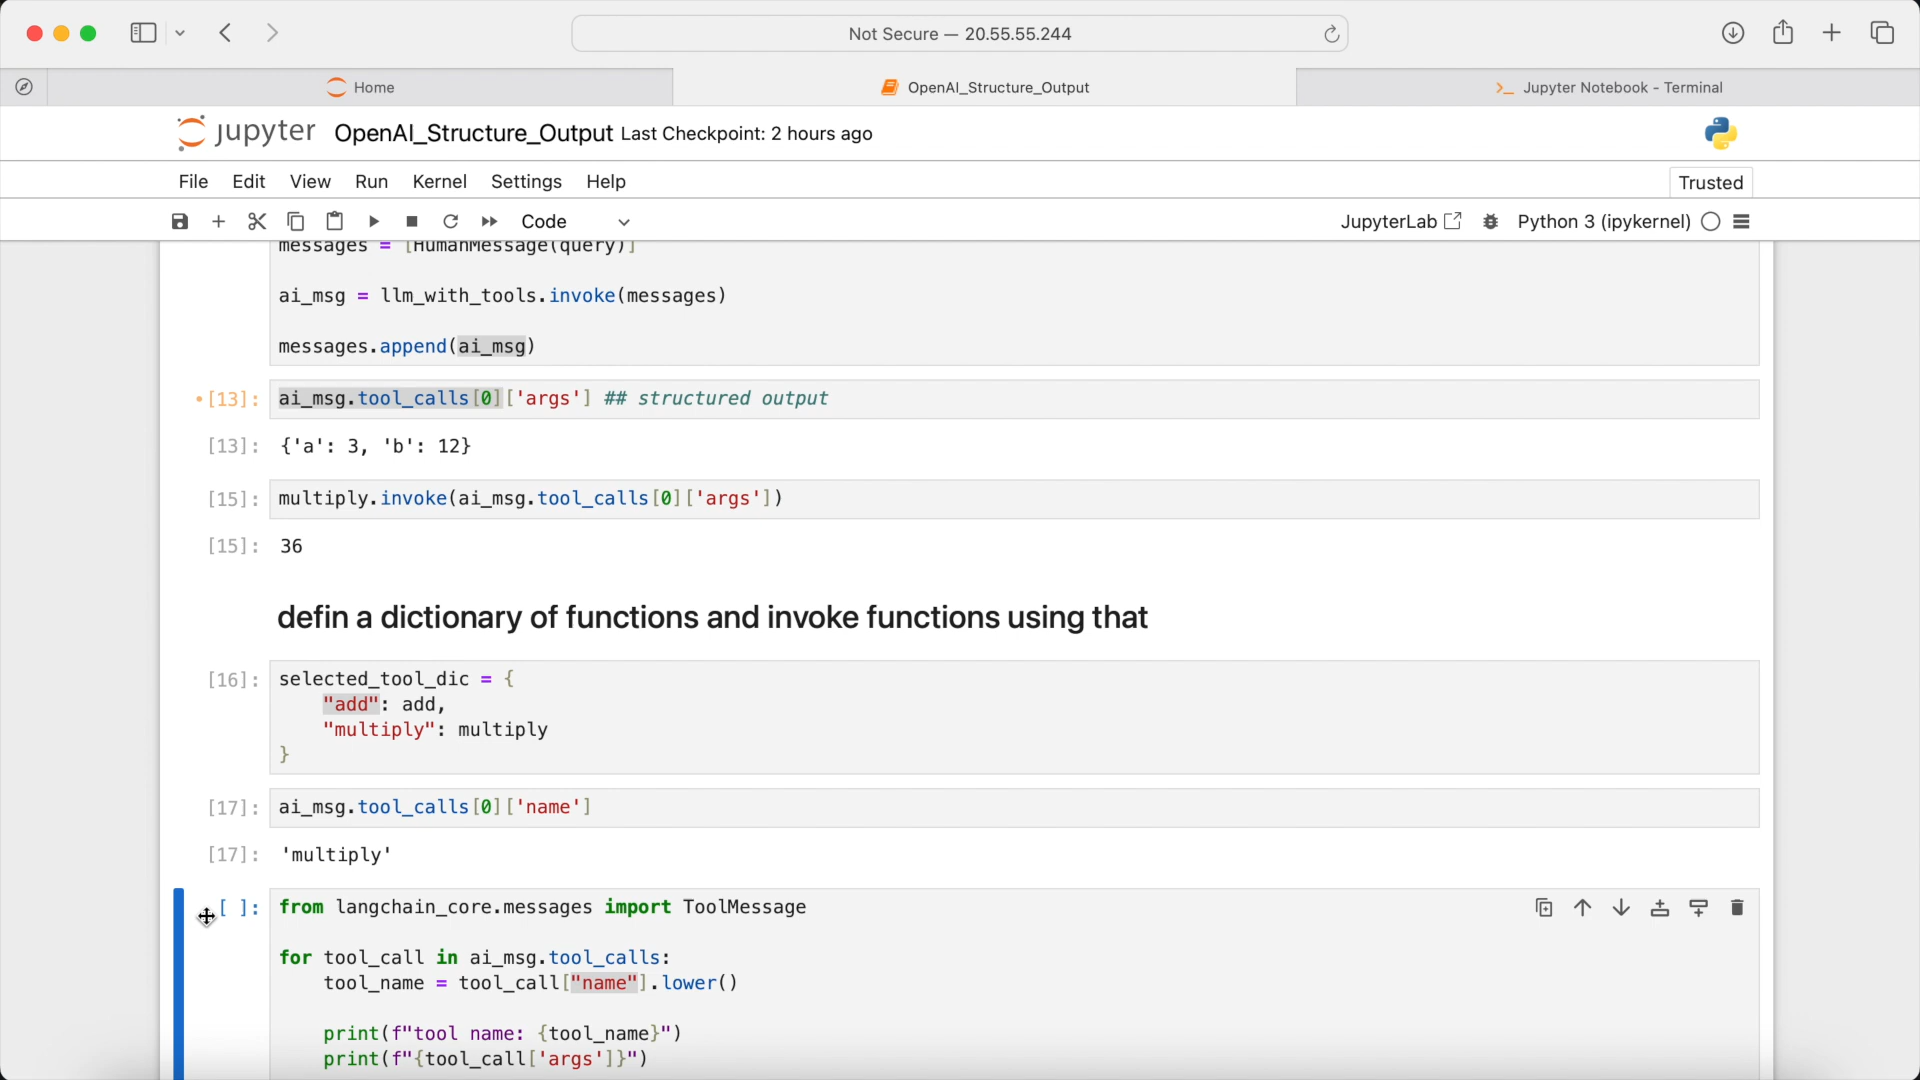 Not Secure — 20.55.55.244
Home
OpenAI_Structure_Output
Jupyter Notebook - Terminal
jupyter OpenAI_Structure_Output Last Checkpoint: 2 hours ago
File Edit View Run Kernel Settings Help
Trusted
Code
JupyterLab
Python 3 (ipykernel)
messages = [HumanMessage(query)]
ai_msg = llm_with_tools.invoke(messages)
messages.append(ai_msg)
[13]: ai_msg.tool_calls[0]['args'] ## structured output
[13]: {'a': 3, 'b': 12}
[15]: multiply.invoke(ai_msg.tool_calls[0]['args'])
[15]: 36
defin a dictionary of functions and invoke functions using that
[16]: selected_tool_dic = {
"add": add,
"multiply": multiply
}
[17]: ai_msg.tool_calls[0]['name']
[17]: 'multiply'
[ ]: from langchain_core.messages import ToolMessage
for tool_call in ai_msg.tool_calls:
tool_name = tool_call["name"].lower()
print(f"tool name: {tool_name}")
print(f"{tool_call['args']}")